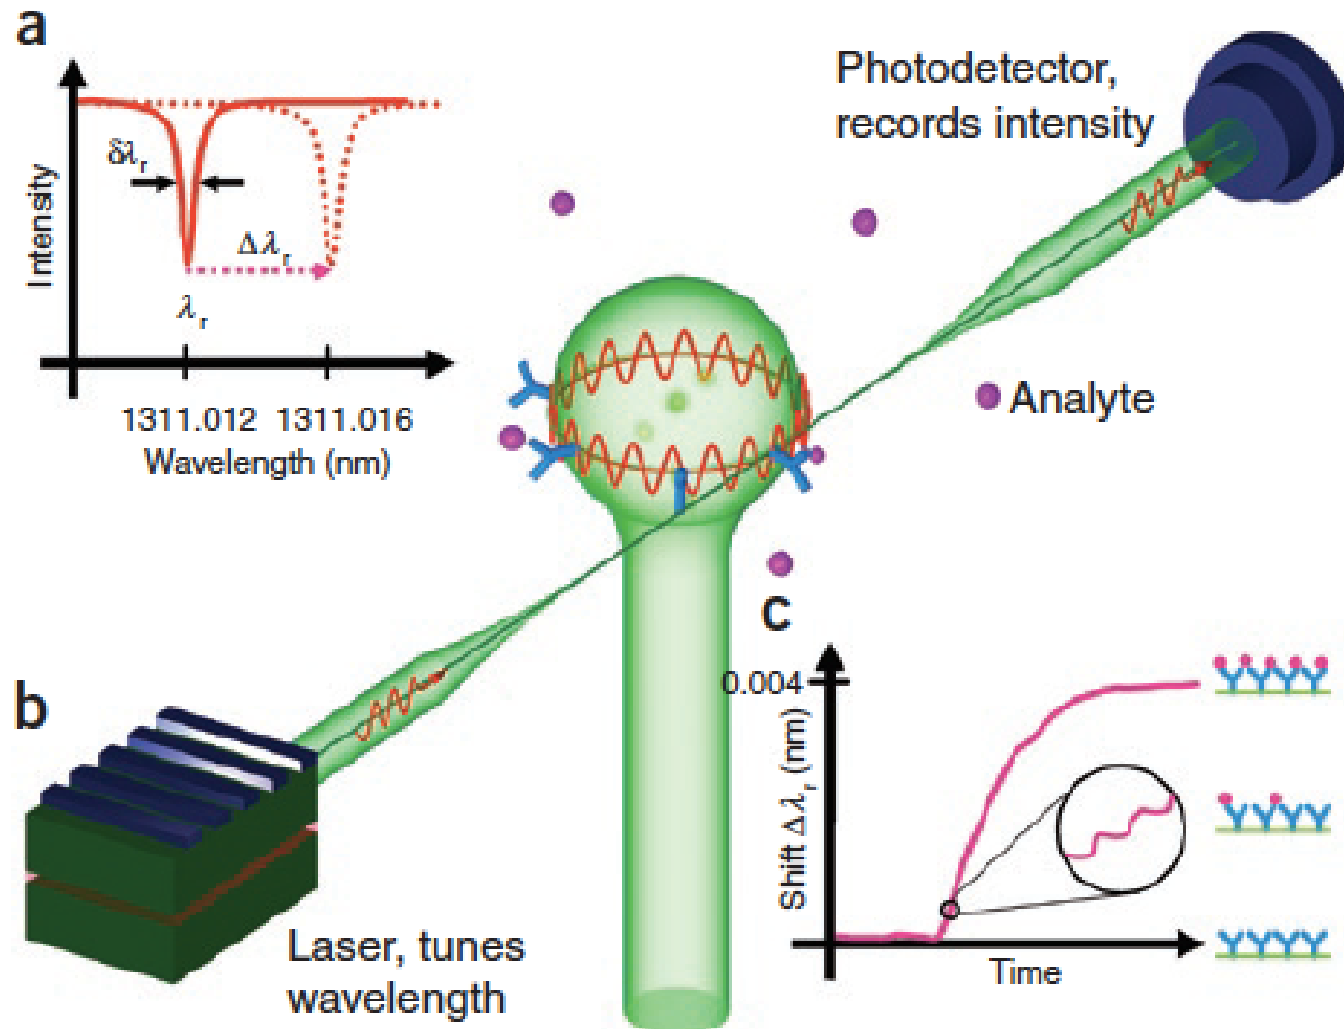 a
Intensity
δλr
Δλr
λr
1311.012 1311.016
Wavelength (nm)
Photodetector,
records intensity
Analyte
b
Laser, tunes
wavelength
c
0.004
Shift Δλr (nm)
Time